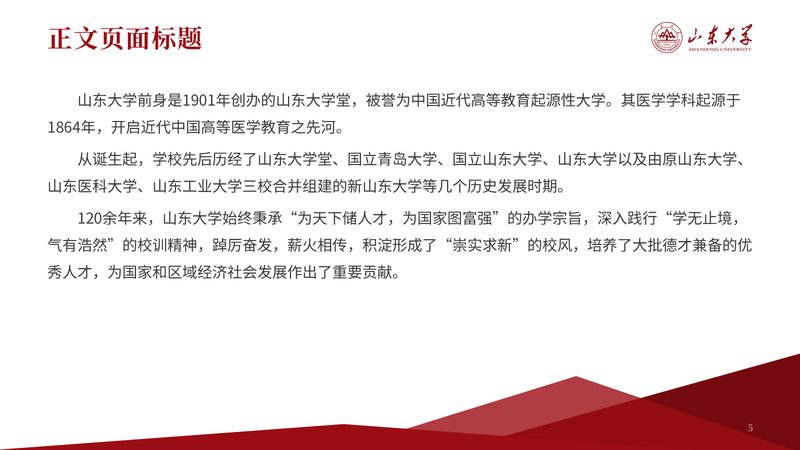 正文页面标题
山东大学
SHANDONG UNIVERSITY
山东大学前身是1901年创办的山东大学堂，被誉为中国近代高等教育起源性大学。其医学学科起源于
1864年，开启近代中国高等医学教育之先河。
从诞生起，学校先后历经了山东大学堂、国立青岛大学、国立山东大学、山东大学以及由原山东大学、
山东医科大学、山东工业大学三校合并组建的新山东大学等几个历史发展时期。
120余年来，山东大学始终秉承“为天下储人才，为国家图富强”的办学宗旨，深入践行“学无止境，
气有浩然”的校训精神，踔厉奋发，薪火相传，积淀形成了“崇实求新”的校风，培养了大批德才兼备的优
秀人才，为国家和区域经济社会发展作出了重要贡献。
5